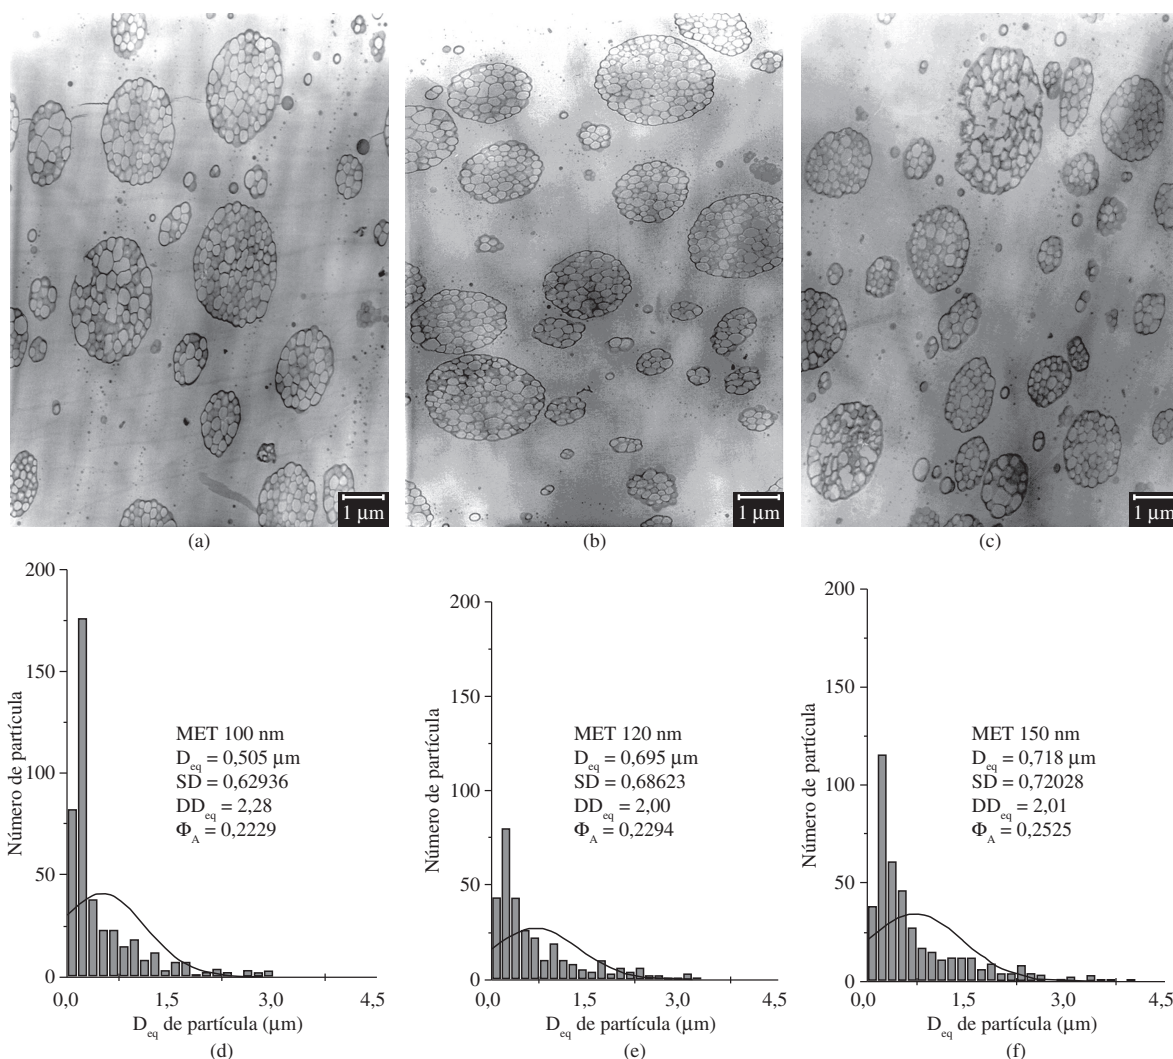 1 μm
1 μm
1 μm
(a)
(b)
(c)
200
150
100
50
0
Número de partícula
MET 100 nm
D_eq = 0,505 μm
SD = 0,62936
DD_eq = 2,28
Φ_A = 0,2229
0,0 1,5 3,0 4,5
D_eq de partícula (μm)
(d)
200
150
100
50
0
Número de partícula
MET 120 nm
D_eq = 0,695 μm
SD = 0,68623
DD_eq = 2,00
Φ_A = 0,2294
0,0 1,5 3,0 4,5
D_eq de partícula (μm)
(e)
200
150
100
50
0
Número de partícula
MET 150 nm
D_eq = 0,718 μm
SD = 0,72028
DD_eq = 2,01
Φ_A = 0,2525
0,0 1,5 3,0 4,5
D_eq de partícula (μm)
(f)